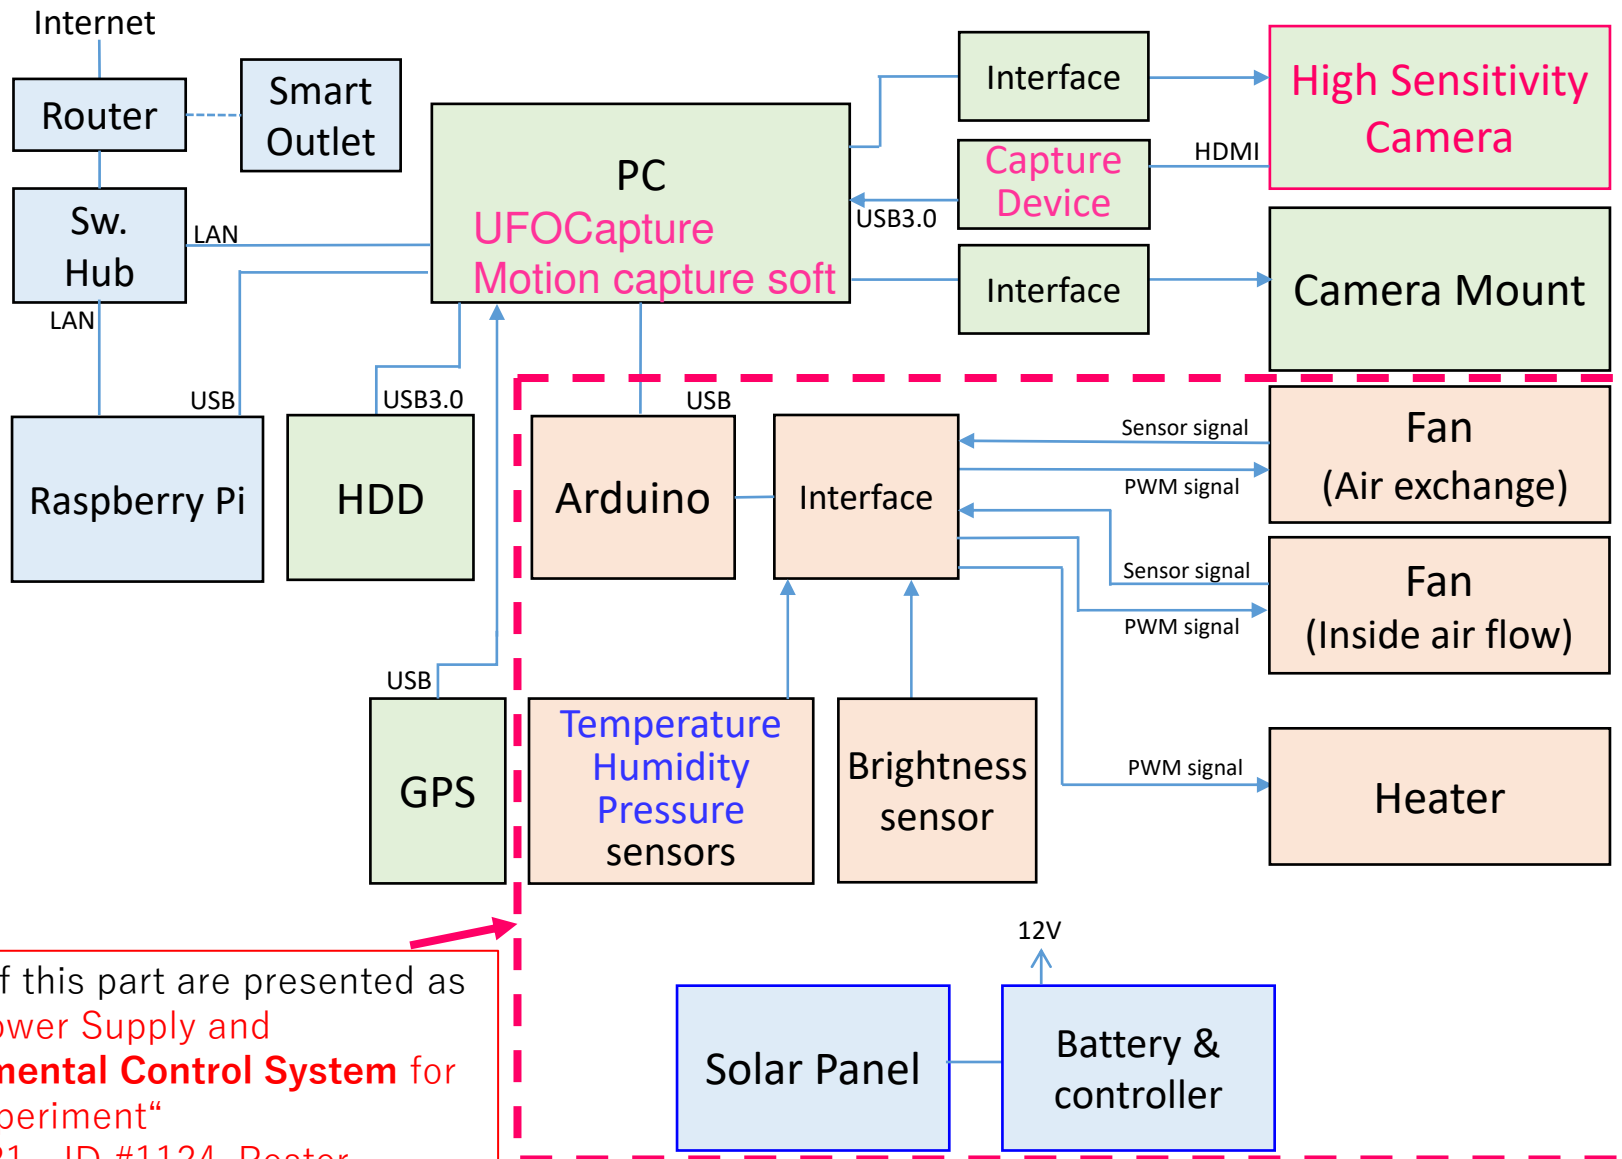 Internet
Router
Smart
Outlet
Sw.
Hub
LAN
LAN
USB
Raspberry Pi
PC
UFOCapture
Motion capture soft
USB3.0
HDD
USB
GPS
Interface
High Sensitivity
Camera
HDMI
Capture
Device
USB3.0
Interface
Camera Mount
USB
Arduino
Interface
Sensor signal
PWM signal
Fan
(Air exchange)
Sensor signal
PWM signal
Fan
(Inside air flow)
Temperature
Humidity
Pressure
sensors
Brightness
sensor
PWM signal
Heater
12V
Solar Panel
Battery &
controller
this part are presented as
Supply and
Control System for
ID #1124 Poster